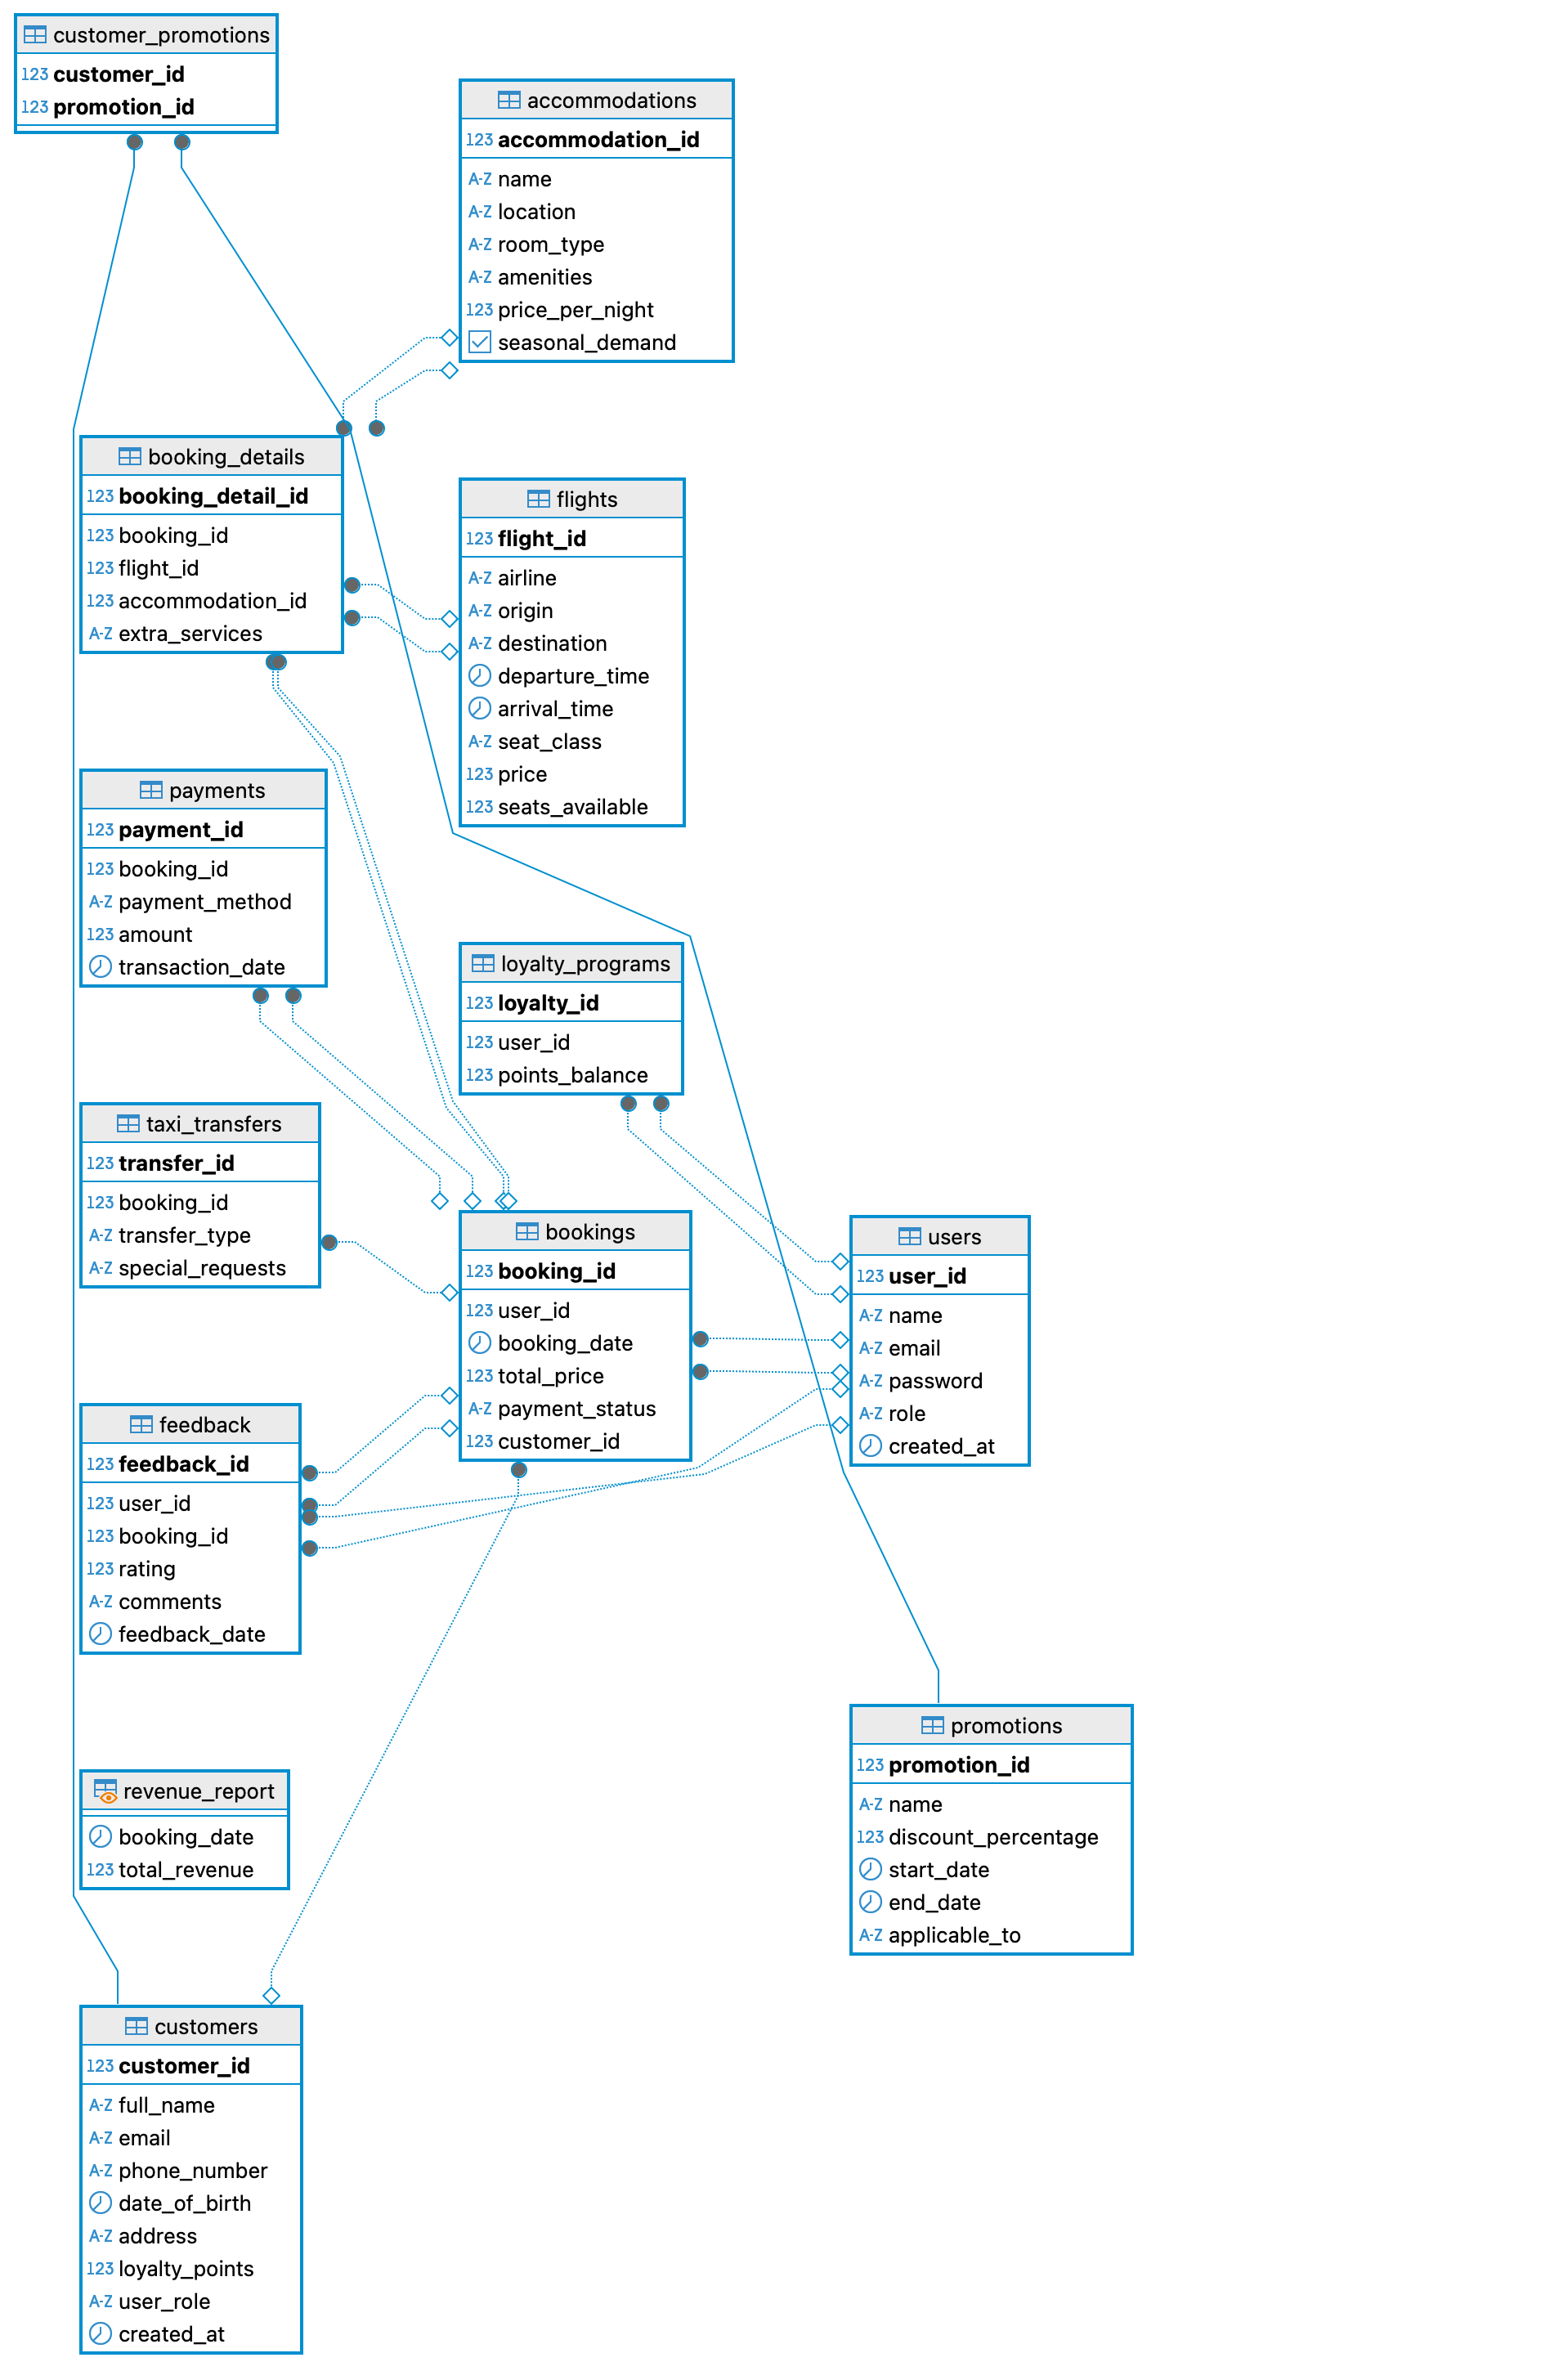 customer_promotions
123 customer_id
123 promotion_id
accommodations
123 accommodation_id
A-Z name
A-Z location
A-Z room_type
A-Z amenities
123 price_per_night
seasonal_demand
booking_details
123 booking_detail_id
123 booking_id
123 flight_id
123 accommodation_id
A-Z extra_services
flights
123 flight_id
A-Z airline
A-Z origin
A-Z destination
departure_time
arrival_time
A-Z seat_class
123 price
123 seats_available
payments
123 payment_id
123 booking_id
A-Z payment_method
123 amount
transaction_date
loyalty_programs
123 loyalty_id
123 user_id
123 points_balance
taxi_transfers
123 transfer_id
123 booking_id
A-Z transfer_type
A-Z special_requests
bookings
123 booking_id
123 user_id
booking_date
123 total_price
A-Z payment_status
123 customer_id
users
123 user_id
A-Z name
A-Z email
A-Z password
A-Z role
created_at
feedback
123 feedback_id
123 user_id
123 booking_id
123 rating
A-Z comments
feedback_date
promotions
123 promotion_id
A-Z name
123 discount_percentage
start_date
end_date
A-Z applicable_to
revenue_report
booking_date
123 total_revenue
customers
123 customer_id
A-Z full_name
A-Z email
A-Z phone_number
date_of_birth
A-Z address
123 loyalty_points
A-Z user_role
created_at